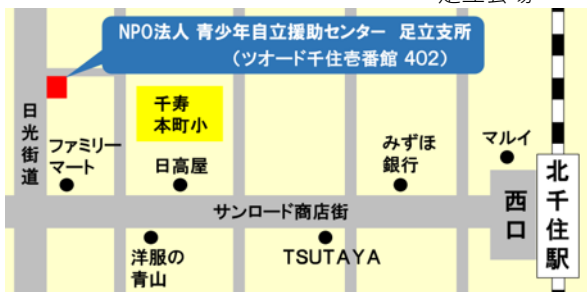 足立会場
NPO法人 青少年自立援助センター 足立支所
（ツオード千住壱番館 402）
日光街道
千寿
本町小
ファミリー
マート
日高屋
みずほ
銀行
マルイ
北千住駅
西口
サンロード商店街
洋服の
青山
TSUTAYA